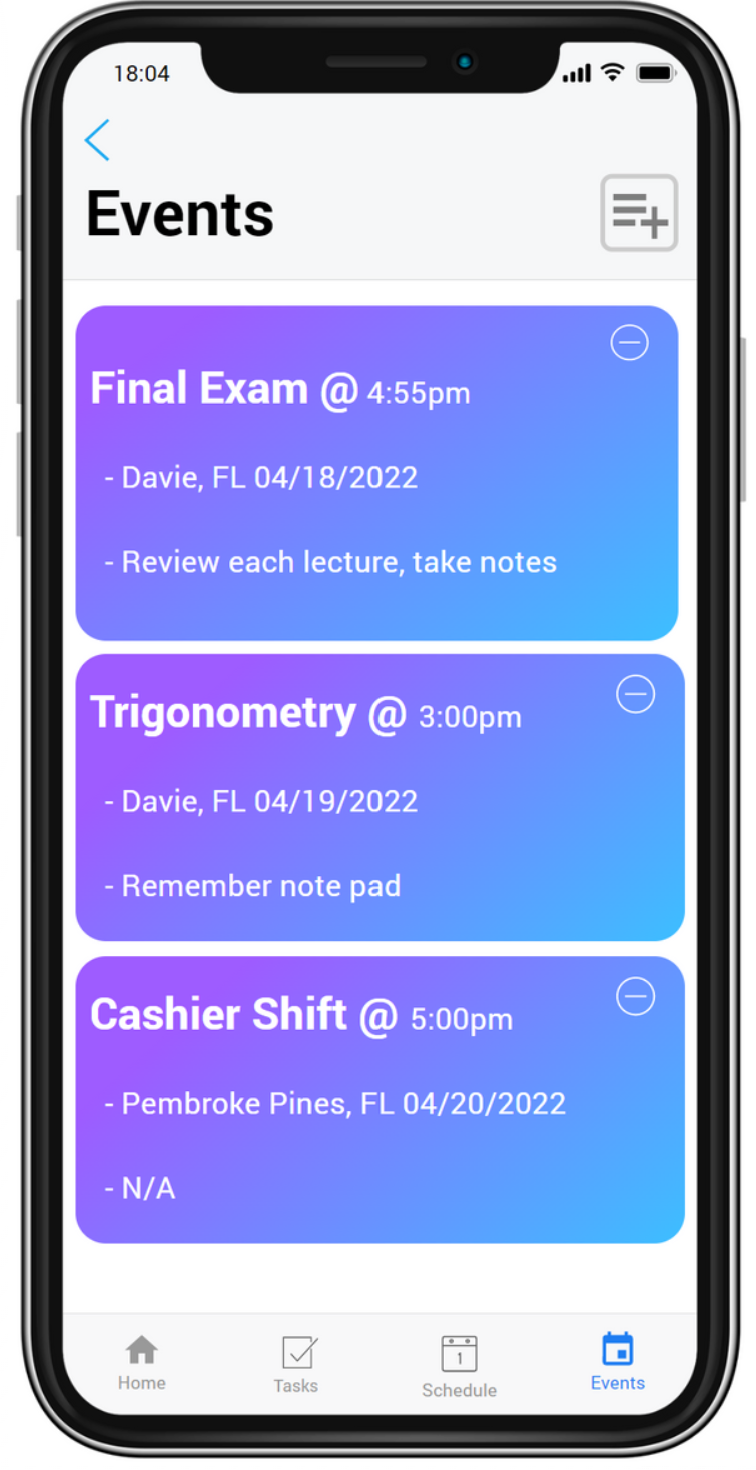 18:04
Events
Final Exam @ 4:55pm
- Davie, FL 04/18/2022
- Review each lecture, take notes
Trigonometry @ 3:00pm
- Davie, FL 04/19/2022
- Remember note pad
Cashier Shift @ 5:00pm
- Pembroke Pines, FL 04/20/2022
- N/A
1
Home Tasks Schedule Events